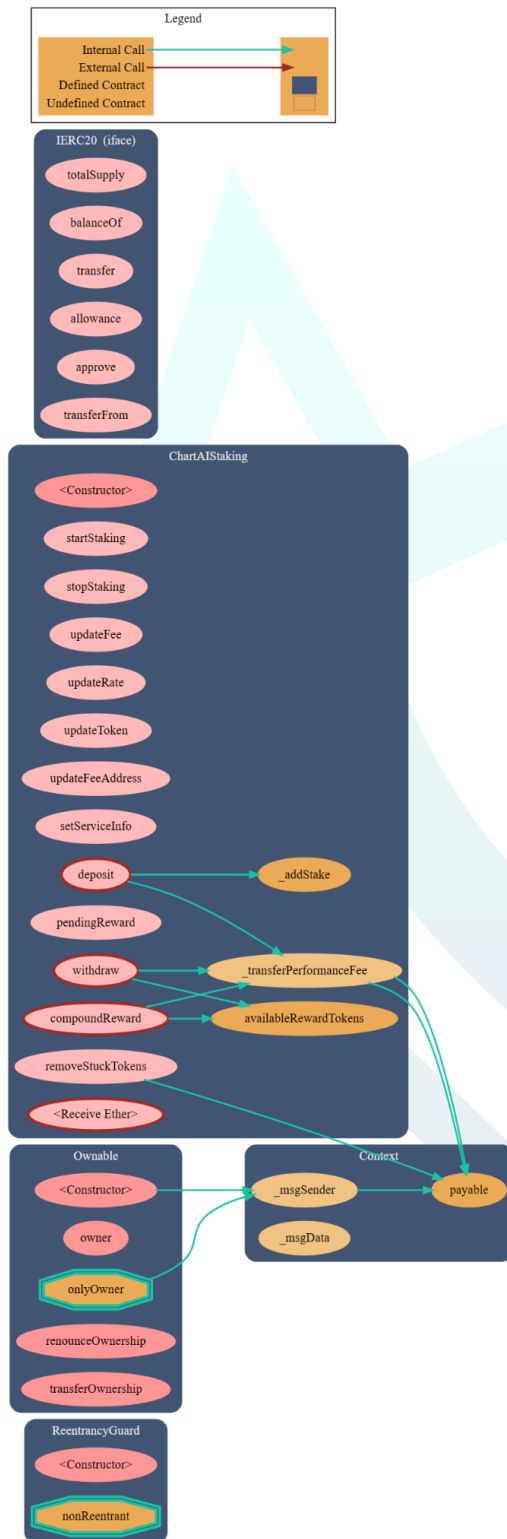 Legend
Internal Call
External Call
Defined Contract
Undefined Contract
IERC20 (iface)
totalSupply
balanceOf
transfer
allowance
approve
transferFrom
ChartAIStaking
<Constructor>
startStaking
stopStaking
updateFee
updateRate
updateToken
updateFeeAddress
setServiceInfo
deposit
_addStake
pendingReward
withdraw
_transferPerformanceFee
compoundReward
availableRewardTokens
removeStuckTokens
<Receive Ether>
Ownable
Context
<Constructor>
_msgSender
payable
owner
_msgData
onlyOwner
renounceOwnership
transferOwnership
ReentrancyGuard
<Constructor>
nonReentrant